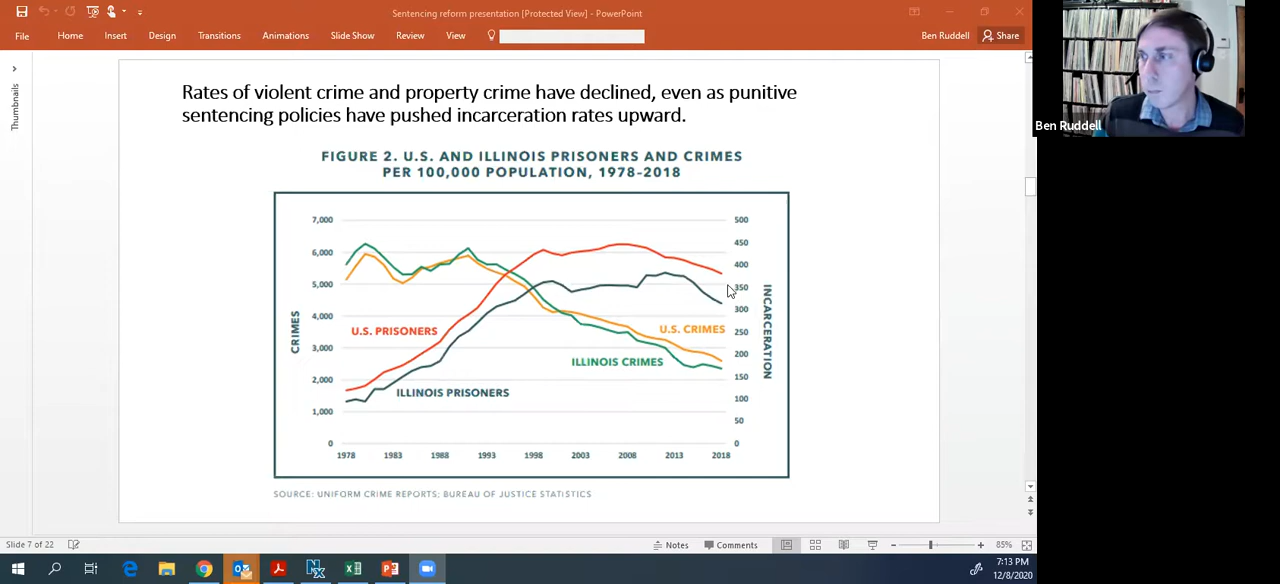 Sentencing reform presentation [Protected View] - PowerPoint
File Home Insert Design Transitions Animations Slide Show Review View Ben Ruddell Share
Thumbnails
Rates of violent crime and property crime have declined, even as punitive
sentencing policies have pushed incarceration rates upward.
FIGURE 2. U.S. AND ILLINOIS PRISONERS AND CRIMES
PER 100,000 POPULATION, 1978-2018
7,000 500
450
6,000 400
5,000 350
300
4,000 250
3,000 200
150
2,000 100
1,000 50
0 0
CRIMES
INCARCERATION
U.S. PRISONERS
U.S. CRIMES
ILLINOIS CRIMES
ILLINOIS PRISONERS
1978 1983 1988 1993 1998 2003 2008 2013 2018
SOURCE: UNIFORM CRIME REPORTS; BUREAU OF JUSTICE STATISTICS
Ben Ruddell
Slide 7 of 22 Notes Comments 85%
7:13 PM
12/8/2020